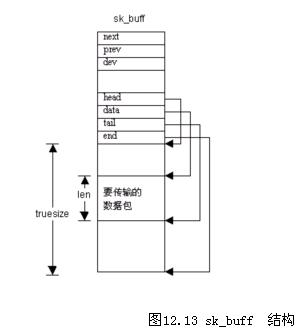 sk_buff
next
prev
dev
head
data
tail
end
len
要传输的
数据包
truesize
图12.13 sk_buff 结构